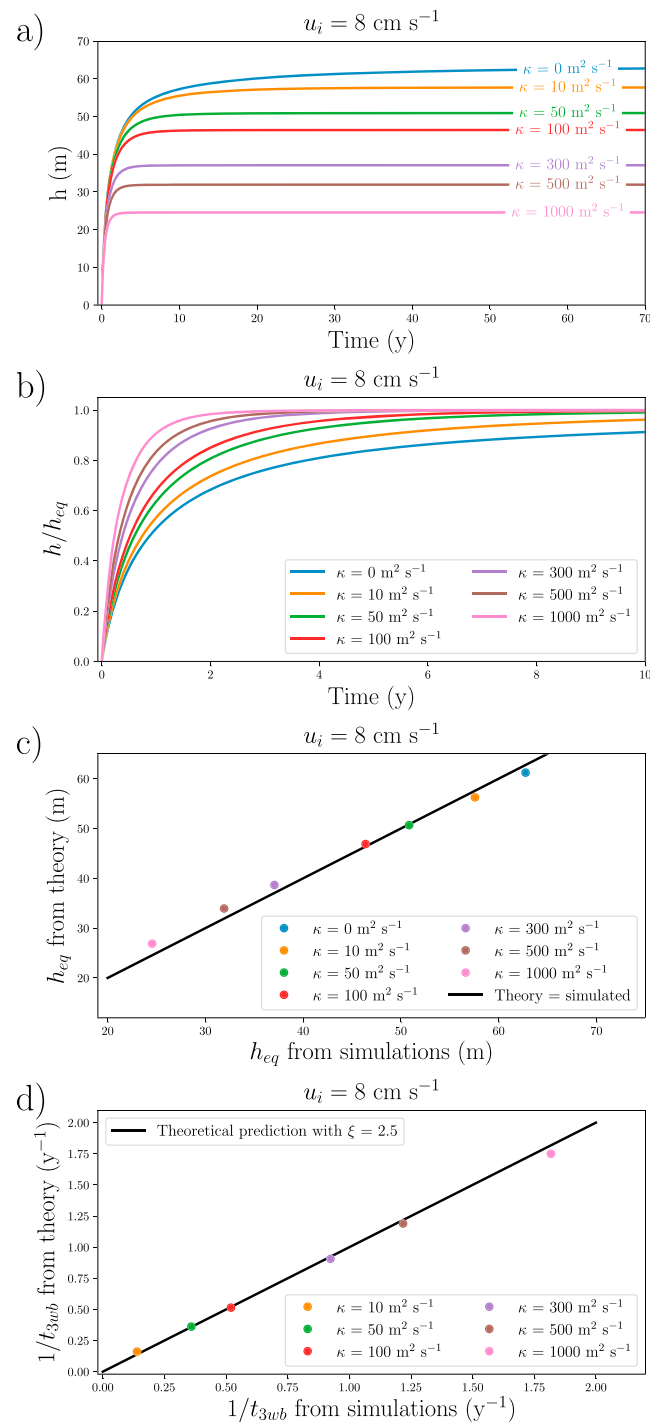 a)
u_i = 8 cm s⁻¹
h (m)
70
60
50
40
30
20
10
0
κ = 0 m² s⁻¹
κ = 10 m² s⁻¹
κ = 50 m² s⁻¹
κ = 100 m² s⁻¹
κ = 300 m² s⁻¹
κ = 500 m² s⁻¹
κ = 1000 m² s⁻¹
0 10 20 30 40 50 60 70
Time (y)
b)
u_i = 8 cm s⁻¹
h/h_eq
1.0
0.8
0.6
0.4
0.2
0.0
κ = 0 m² s⁻¹
κ = 10 m² s⁻¹
κ = 50 m² s⁻¹
κ = 100 m² s⁻¹
κ = 300 m² s⁻¹
κ = 500 m² s⁻¹
κ = 1000 m² s⁻¹
0 2 4 6 8 10
Time (y)
c)
u_i = 8 cm s⁻¹
h_eq from theory (m)
60
50
40
30
20
κ = 0 m² s⁻¹
κ = 10 m² s⁻¹
κ = 50 m² s⁻¹
κ = 100 m² s⁻¹
κ = 300 m² s⁻¹
κ = 500 m² s⁻¹
κ = 1000 m² s⁻¹
Theory = simulated
20 30 40 50 60 70
h_eq from simulations (m)
d)
u_i = 8 cm s⁻¹
1/t_3wb from theory (y⁻¹)
2.00
1.75
1.50
1.25
1.00
0.75
0.50
0.25
0.00
Theoretical prediction with ξ = 2.5
κ = 10 m² s⁻¹
κ = 50 m² s⁻¹
κ = 100 m² s⁻¹
κ = 300 m² s⁻¹
κ = 500 m² s⁻¹
κ = 1000 m² s⁻¹
0.00 0.25 0.50 0.75 1.00 1.25 1.50 1.75 2.00
1/t_3wb from simulations (y⁻¹)